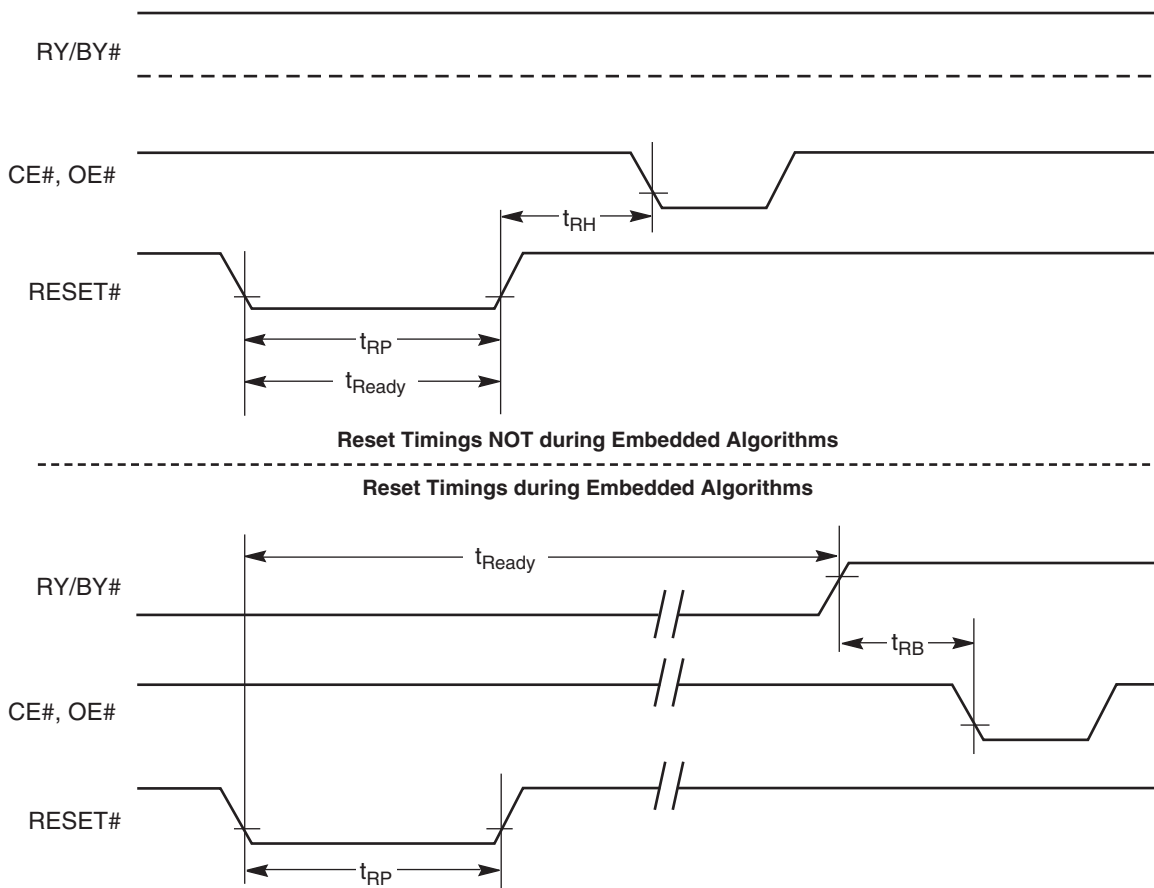 RY/BY#
CE#, OE#
tRH
RESET#
tRP
tReady
Reset Timings NOT during Embedded Algorithms
Reset Timings during Embedded Algorithms
tReady
RY/BY#
tRB
CE#, OE#
RESET#
tRP